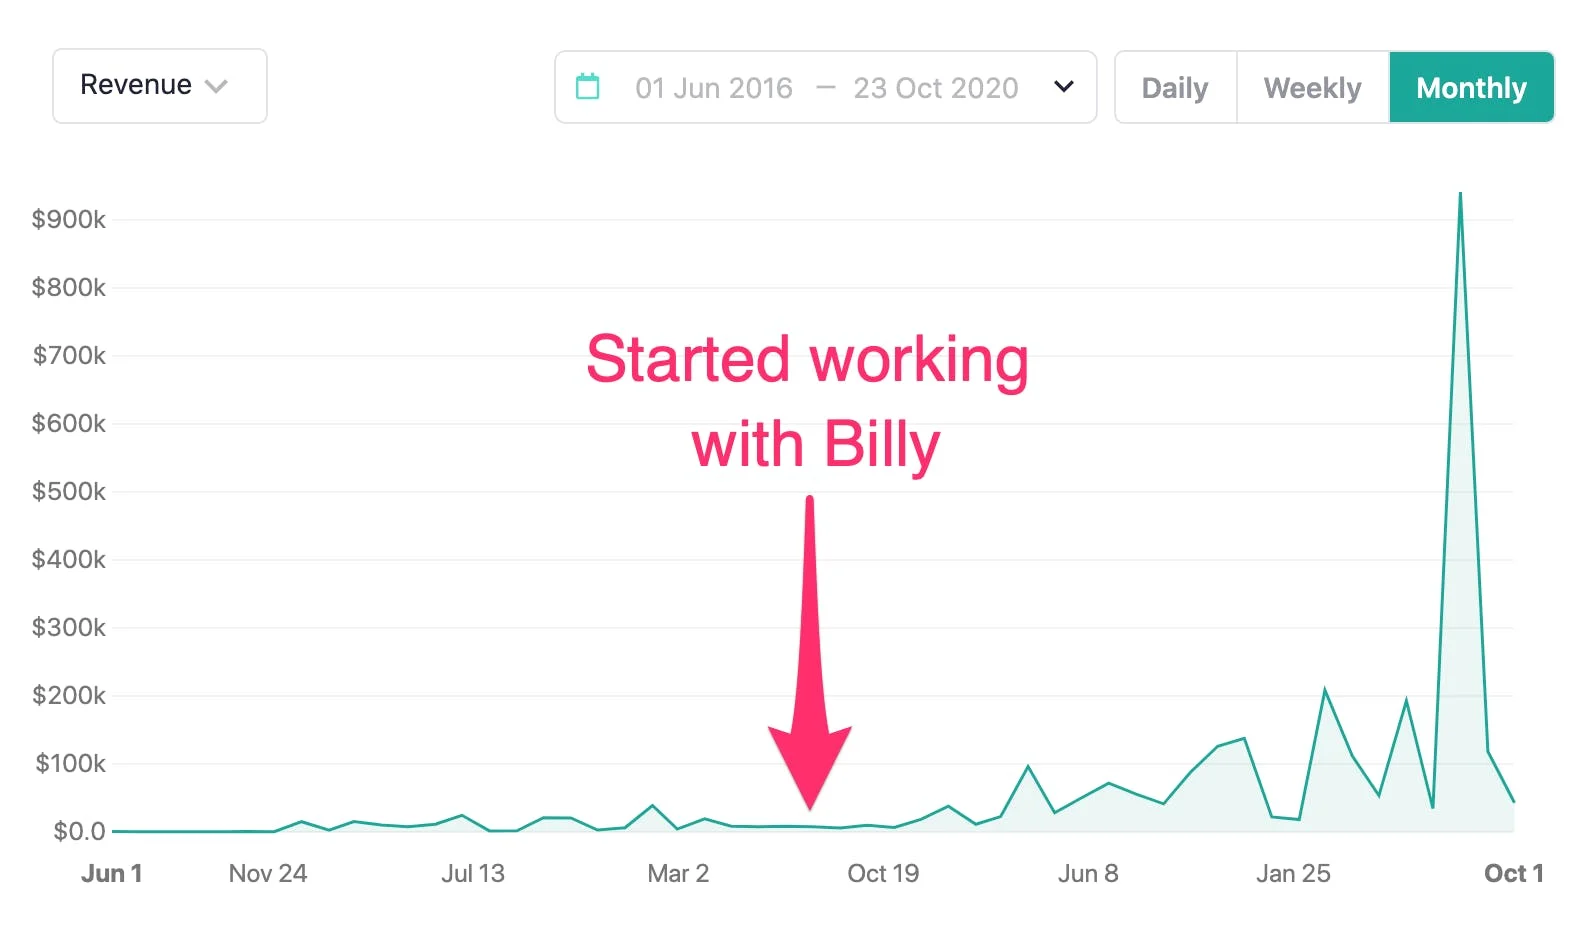 Revenue
01 Jun 2016 – 23 Oct 2020
Daily
Weekly
Monthly
$900k
$800k
$700k
$600k
$500k
$400k
$300k
$200k
$100k
$0.0
Started working
with Billy
Jun 1
Nov 24
Jul 13
Mar 2
Oct 19
Jun 8
Jan 25
Oct 1